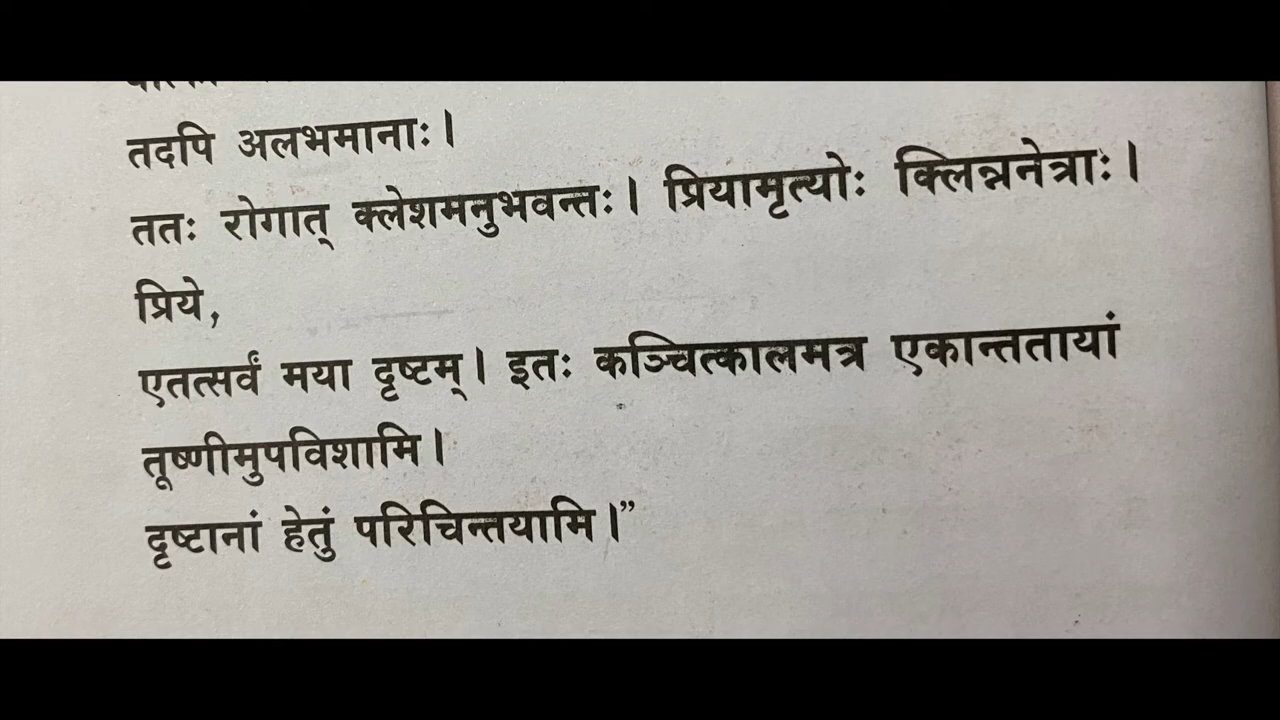 तदपि अलभमानाः।
ततः रोगात् क्लेशमनुभवन्तः। प्रियामृत्योः क्लिन्ननेत्राः।
प्रिये,
एतत्सर्वं मया दृष्टम्। इतः कञ्चित्कालमत्र एकान्ततायां
तूष्णीमुपविशामि।
दृष्टानां हेतुं परिचिन्तयामि।”